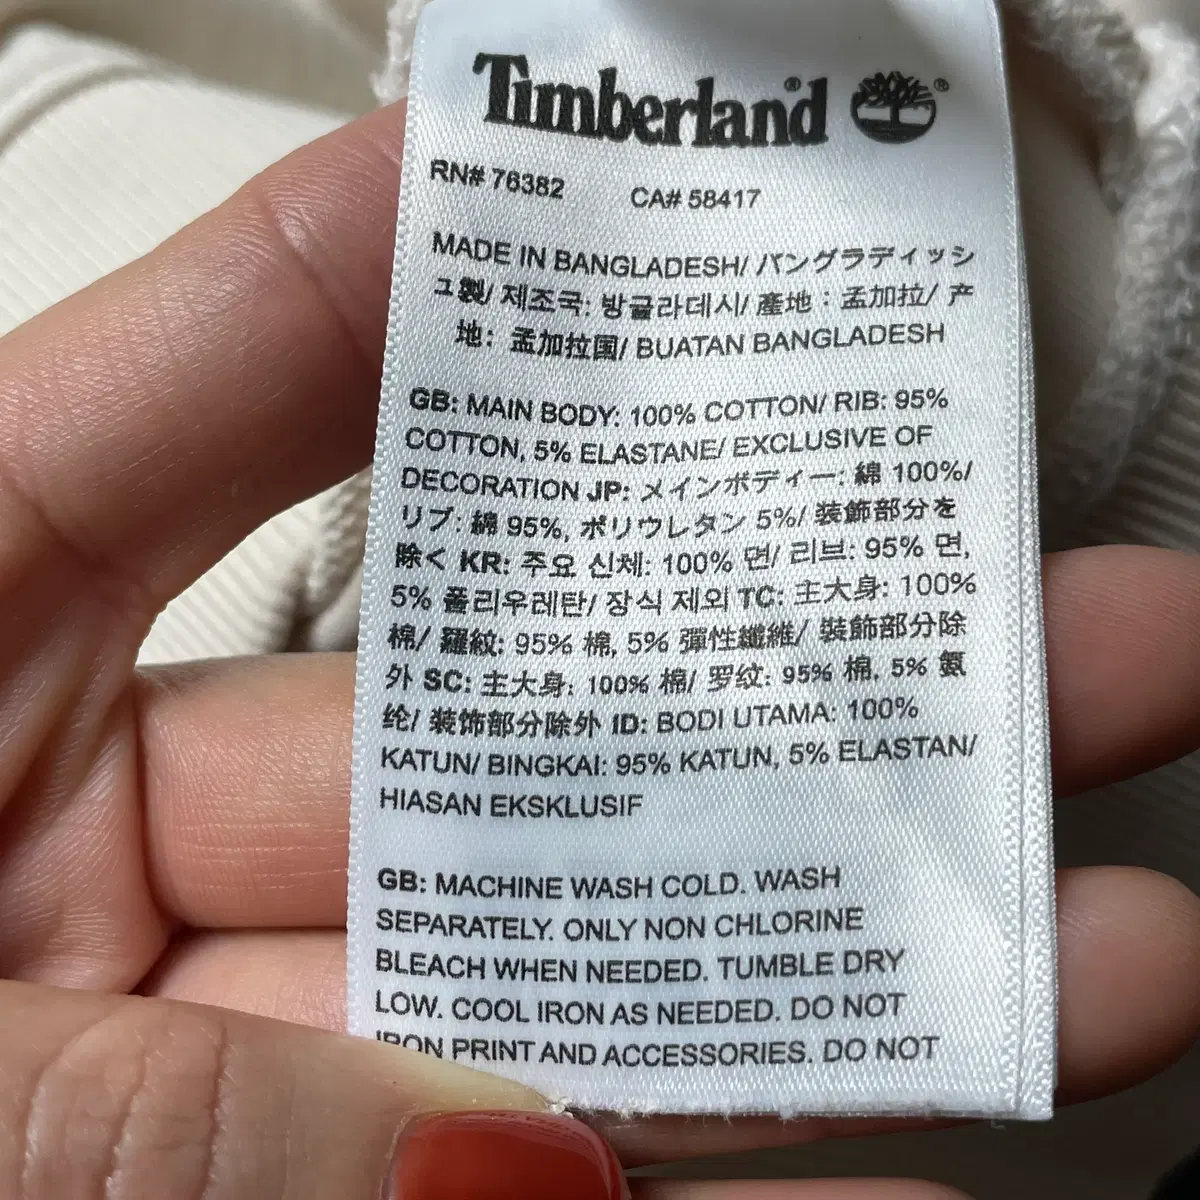 Timberland®®
RN# 76382 CA# 58417
MADE IN BANGLADESH/ バングラディッシ
ュ製/ 제조국: 방글라데시/ 產地：孟加拉/ 产
地：孟加拉国/ BUATAN BANGLADESH
GB: MAIN BODY: 100% COTTON/ RIB: 95%
COTTON, 5% ELASTANE/ EXCLUSIVE OF
DECORATION JP: メインボディー: 綿 100%/
リブ: 綿 95%, ポリウレタン 5%/ 装飾部分を
除く KR: 주요 신체: 100% 면/ 리브: 95% 면,
5% 폴리우레탄/ 장식 제외 TC: 主大身: 100%
棉/ 羅紋: 95% 棉, 5% 彈性纖維/ 裝飾部分除
外 SC: 主大身: 100% 棉/ 罗纹: 95% 棉, 5% 氨
纶/ 装饰部分除外 ID: BODI UTAMA: 100%
KATUN/ BINGKAI: 95% KATUN, 5% ELASTAN/
HIASAN EKSKLUSIF
GB: MACHINE WASH COLD. WASH
SEPARATELY. ONLY NON CHLORINE
BLEACH WHEN NEEDED. TUMBLE DRY
LOW. COOL IRON AS NEEDED. DO NOT
IRON PRINT AND ACCESSORIES. DO NOT